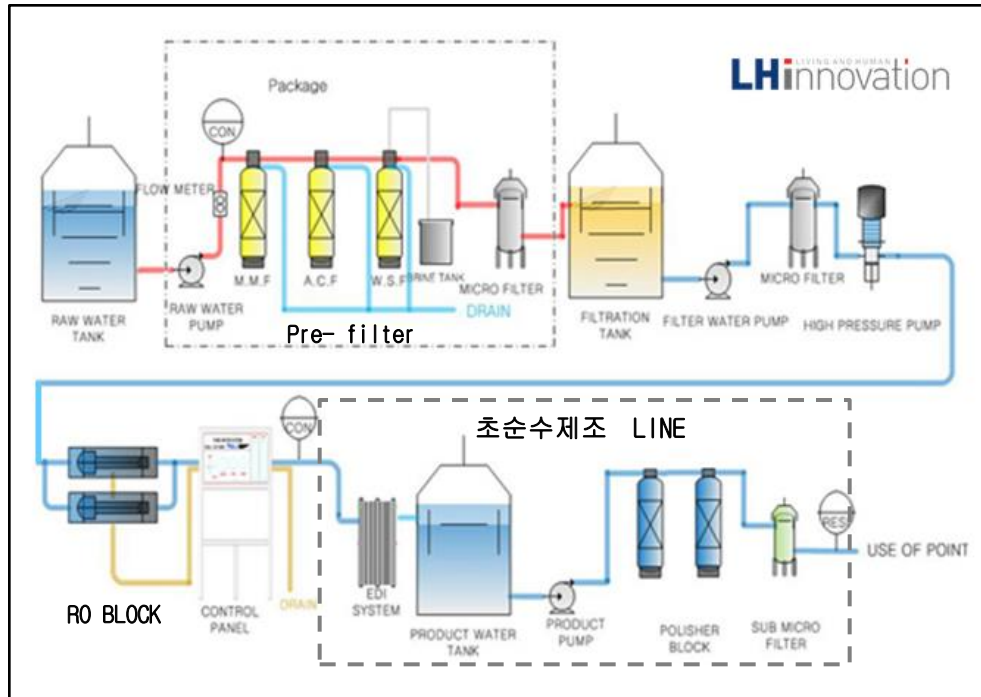 LIVING AND HUMAN
LHinnovation
Package
CON
FLOW METER
M.M.F
A.C.F
W.S.F
BRINE TANK
MICRO FILTER
RAW WATER
TANK
RAW WATER
PUMP
DRAIN
Pre- filter
FILTRATION
TANK
FILTER WATER PUMP
MICRO FILTER
HIGH PRESSURE PUMP
초순수제조 LINE
CON
RES
USE OF POINT
RO BLOCK
CONTROL
PANEL
DRAIN
EDI
SYSTEM
PRODUCT WATER
TANK
PRODUCT
PUMP
POLISHER
BLOCK
SUB MICRO
FILTER